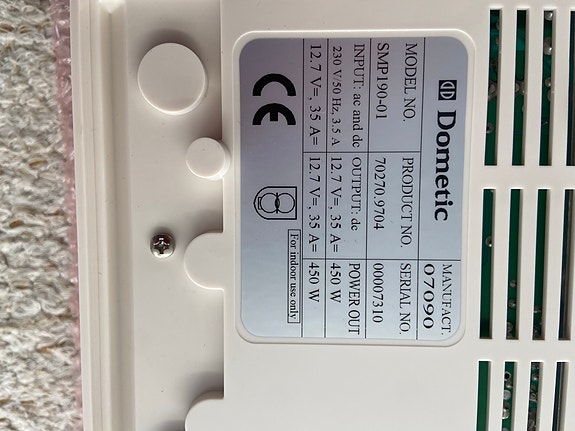 Dometic
MANUFACT.
07090
MODEL NO. PRODUCT NO. SERIAL NO.
SMP190-01 70270.9704 00007310
INPUT: ac and dc OUTPUT: dc POWER OUT
230 V/50 Hz, 3.5 A 12.7 V=, 35 A= 450 W
12.7 V=, 35 A= 12.7 V=, 35 A= 450 W
CE
For indoor use only